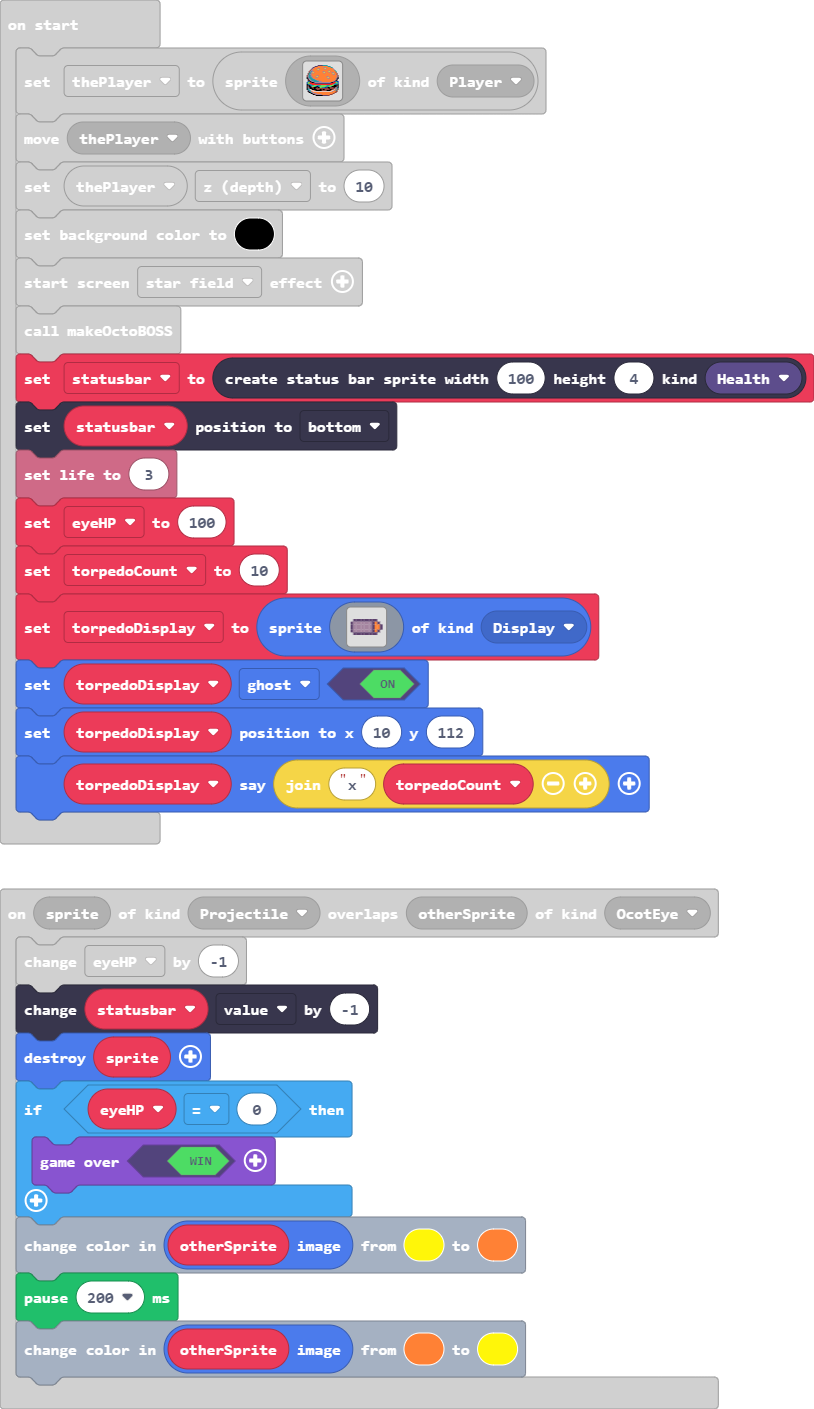 on start
set thePlayer to sprite of kind Player
move thePlayer with buttons
set thePlayer z (depth) to 10
set background color to
start screen star field effect
call makeOctoBOSS
set statusbar to create status bar sprite width 100 height 4 kind Health
set statusbar position to bottom
set life to 3
set eyeHP to 100
set torpedoCount to 10
set torpedoDisplay to sprite of kind Display
set torpedoDisplay ghost ON
set torpedoDisplay position to x 10 y 112
torpedoDisplay say join "x" torpedoCount
on sprite of kind Projectile overlaps otherSprite of kind OcotEye
change eyeHP by -1
change statusbar value by -1
destroy sprite
if eyeHP = 0 then
game over WIN
change color in otherSprite image from to
pause 200 ms
change color in otherSprite image from to